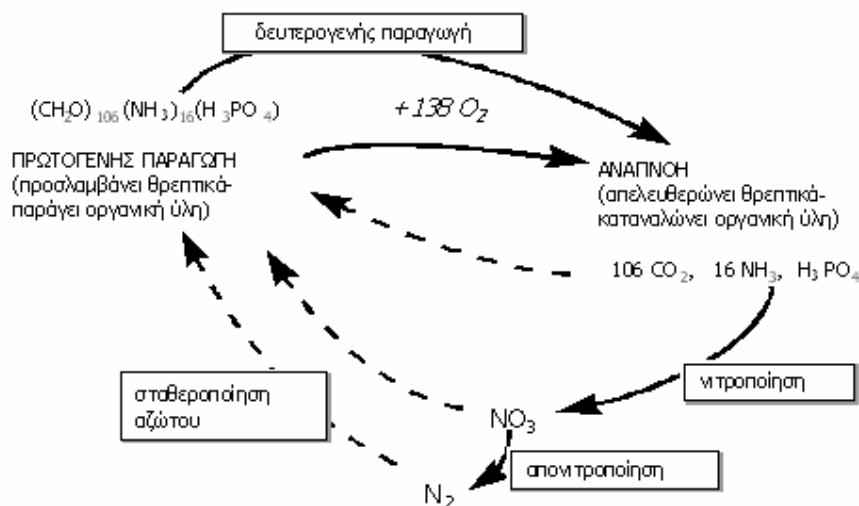 δευτερογενής παραγωγή
(CH₂O)₁₀₆(NH₃)₁₆(H₃PO₄)
+138 O₂
ΠΡΩΤΟΓΕΝΗΣ ΠΑΡΑΓΩΓΗ
(προσλαμβάνει θρεπτικά-
παράγει οργανική ύλη)
ΑΝΑΠΝΟΗ
(απελευθερώνει θρεπτικά-
καταναλώνει οργανική ύλη)
106 CO₂, 16 NH₃, H₃PO₄
νιτροποίηση
σταθεροποίηση
αζώτου
NO₃
απονιτροποίηση
N₂